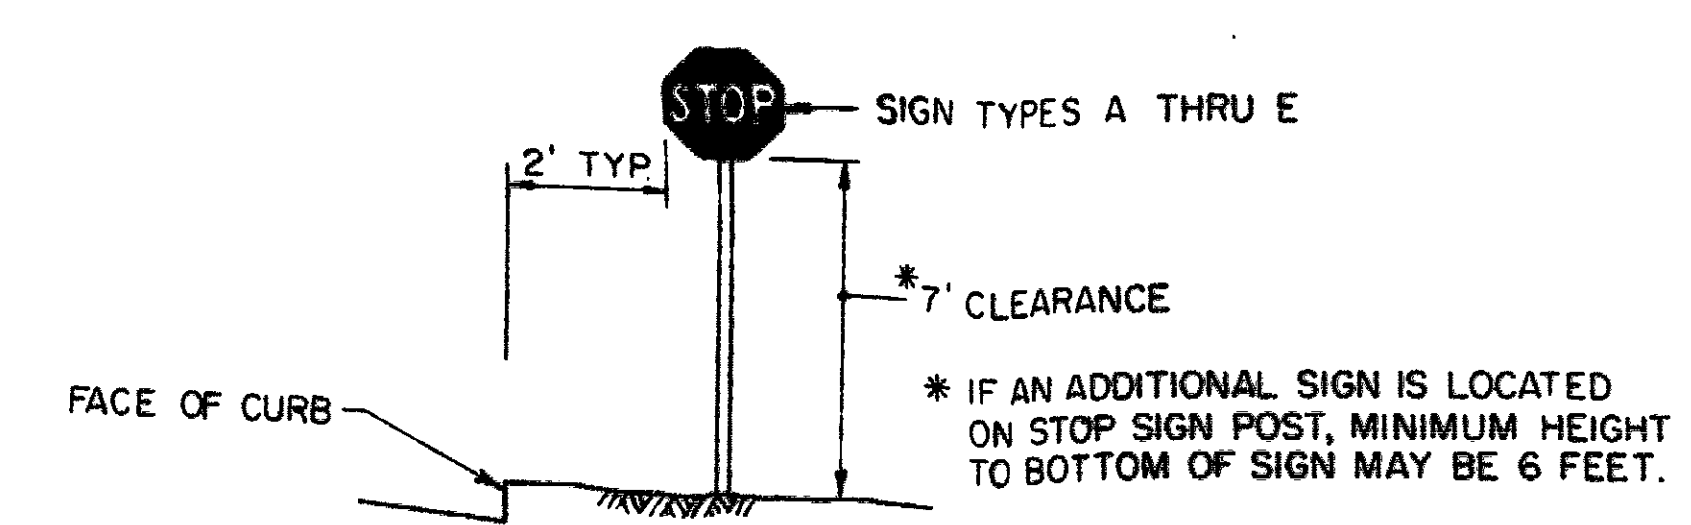 STOP
SIGN TYPES A THRU E
2' TYP.
* 7' CLEARANCE
FACE OF CURB
* IF AN ADDITIONAL SIGN IS LOCATED
ON STOP SIGN POST, MINIMUM HEIGHT
TO BOTTOM OF SIGN MAY BE 6 FEET.